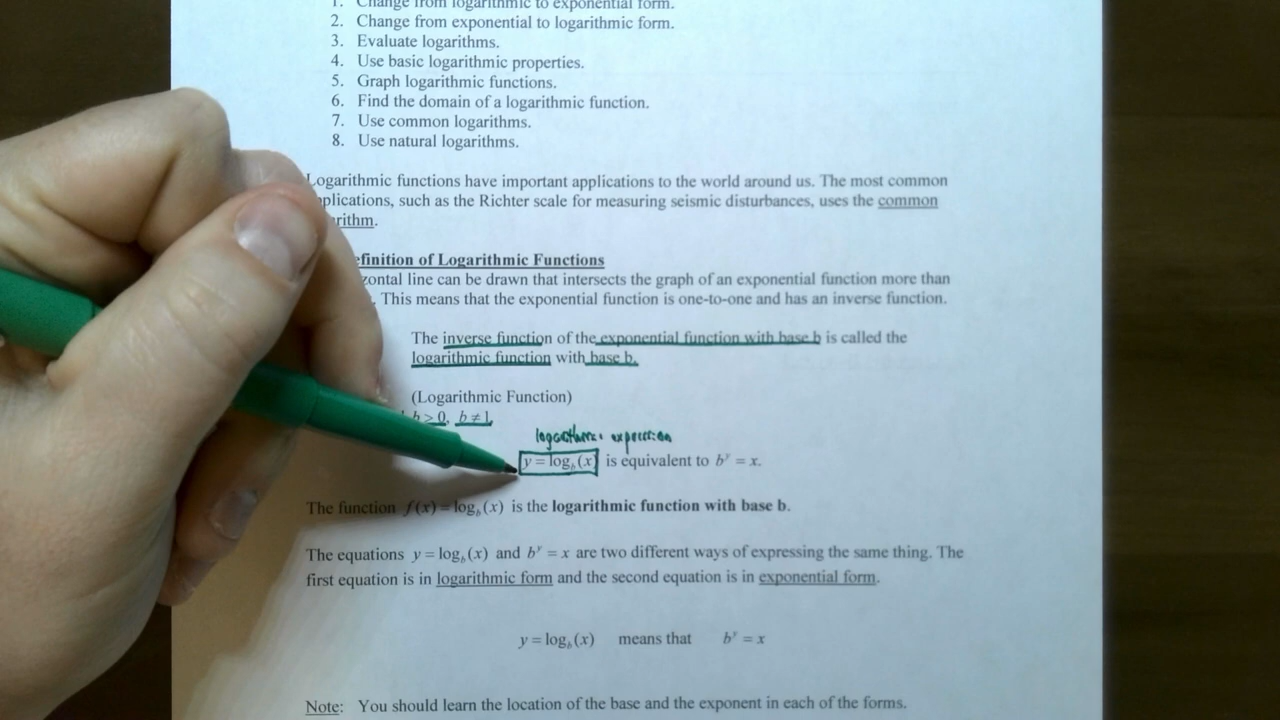 1. Change from logarithmic to exponential form.
2. Change from exponential to logarithmic form.
3. Evaluate logarithms.
4. Use basic logarithmic properties.
5. Graph logarithmic functions.
6. Find the domain of a logarithmic function.
7. Use common logarithms.
8. Use natural logarithms.
Logarithmic functions have important applications to the world around us. The most common
plications, such as the Richter scale for measuring seismic disturbances, uses the common
rithm.
efinition of Logarithmic Functions
zontal line can be drawn that intersects the graph of an exponential function more than
. This means that the exponential function is one-to-one and has an inverse function.
The inverse function of the exponential function with base b is called the
logarithmic function with base b.
(Logarithmic Function)
b > 0, b ≠ 1,
y = log_b(x) is equivalent to b^y = x.
The function f(x) = log_b(x) is the logarithmic function with base b.
The equations y = log_b(x) and b^y = x are two different ways of expressing the same thing. The
first equation is in logarithmic form and the second equation is in exponential form.
y = log_b(x) means that b^y = x
Note: You should learn the location of the base and the exponent in each of the forms.